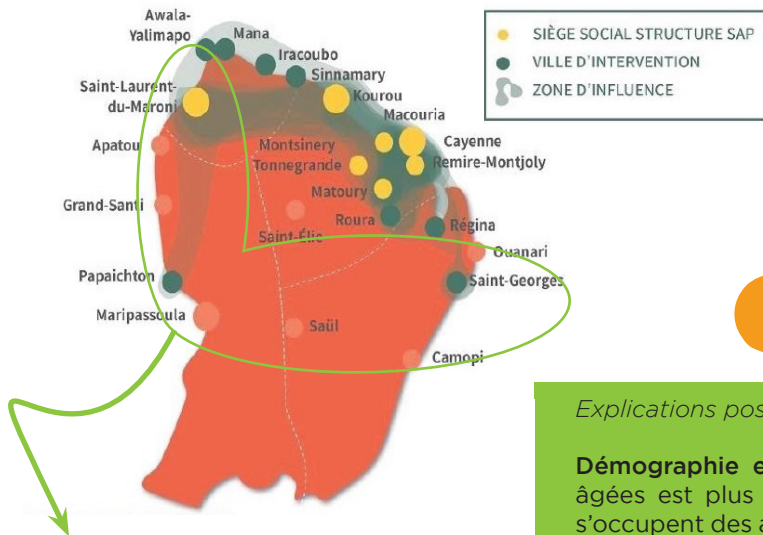 Awala-
Yalimapo
Mana
Iracoubo
Sinnamary
Saint-Laurent-
du-Maroni
Kourou
Macouria
Apatou
Montsinery
Tonnegrande
Cayenne
Remire-Montjoly
Matoury
Grand-Santi
Roura
Régina
Saint-Élie
Ouanari
Papaichton
Saint-Georges
Maripassoula
Saül
Camopi
SIÈGE SOCIAL STRUCTURE SAP
VILLE D'INTERVENTION
ZONE D'INFLUENCE
Explications pos
Démographie e
âgées est plus
s'occupent des a